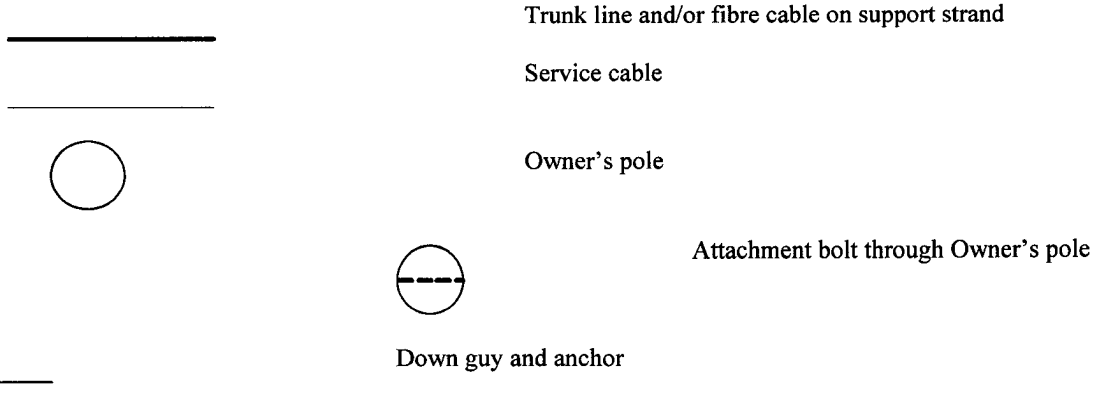 Trunk line and/or fibre cable on support strand
Service cable
Owner's pole
Attachment bolt through Owner's pole
Down guy and anchor